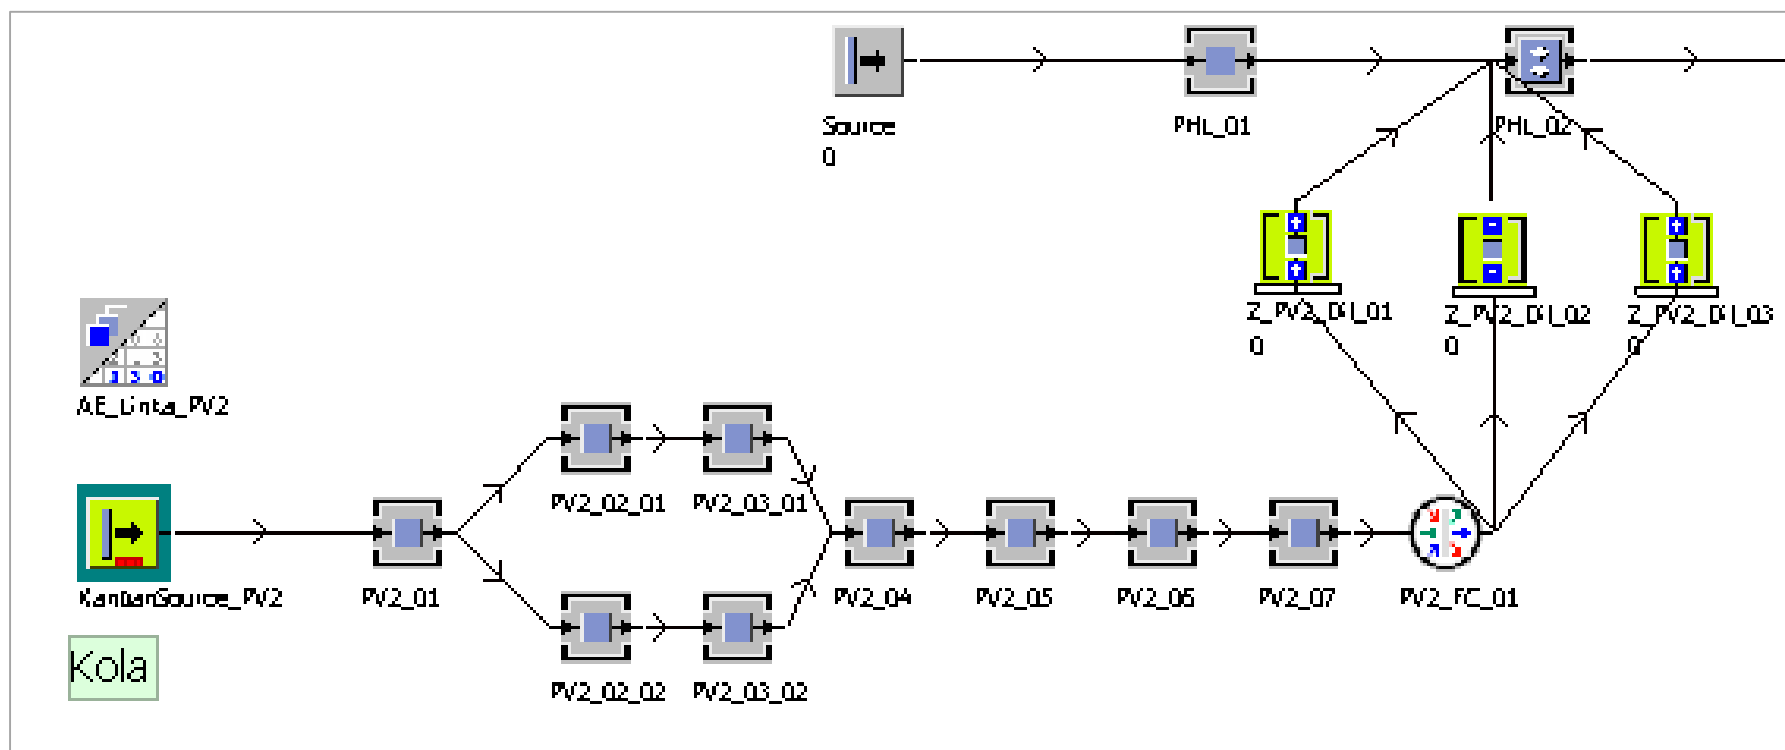 Source
0
PHL_01
PHL_02
Z_PV2_Dil_01
0
Z_PV2_Dil_02
0
Z_PV2_Dil_03
0
AE_Linka_PV2
PV2_02_01
PV2_03_01
KanbanSource_PV2
PV2_01
PV2_04
PV2_05
PV2_06
PV2_07
PV2_FC_01
Kola
PV2_02_02
PV2_03_02